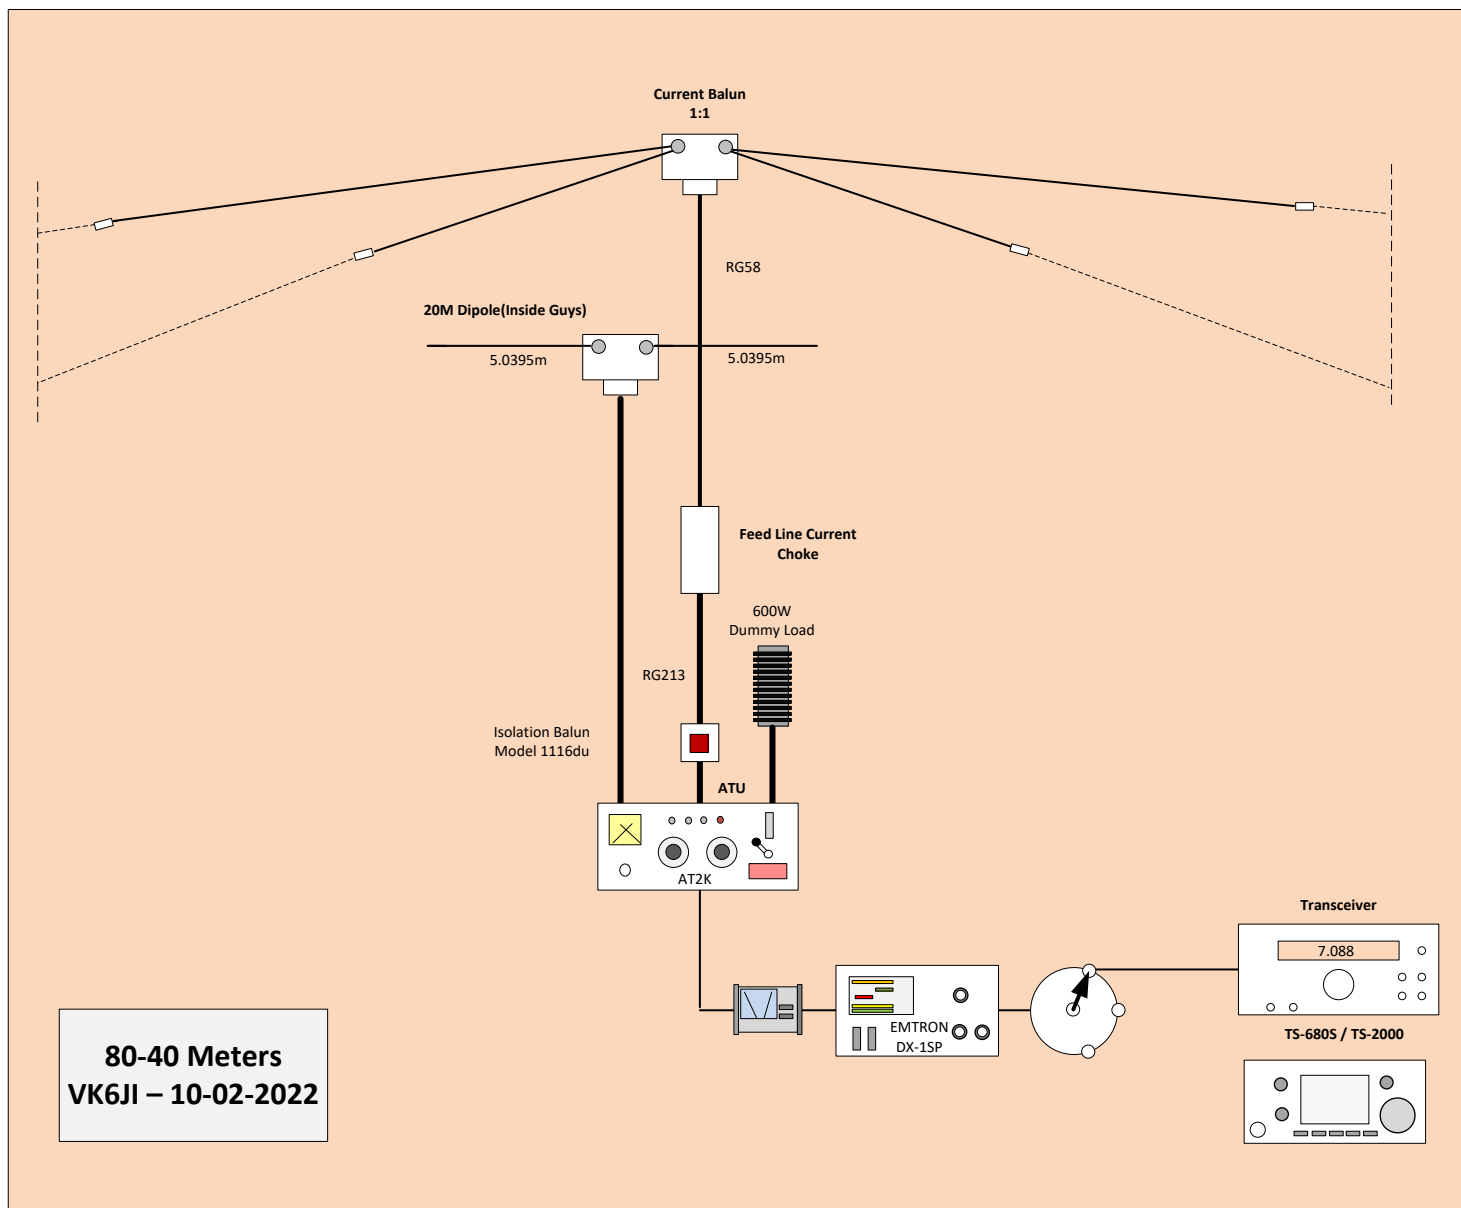 Current Balun
1:1
RG58
20M Dipole(Inside Guys)
5.0395m
5.0395m
Feed Line Current
Choke
600W
Dummy Load
RG213
Isolation Balun
Model 1116du
ATU
AT2K
Transceiver
7.088
EMTRON
DX-1SP
TS-680S / TS-2000
80-40 Meters
VK6JI – 10-02-2022